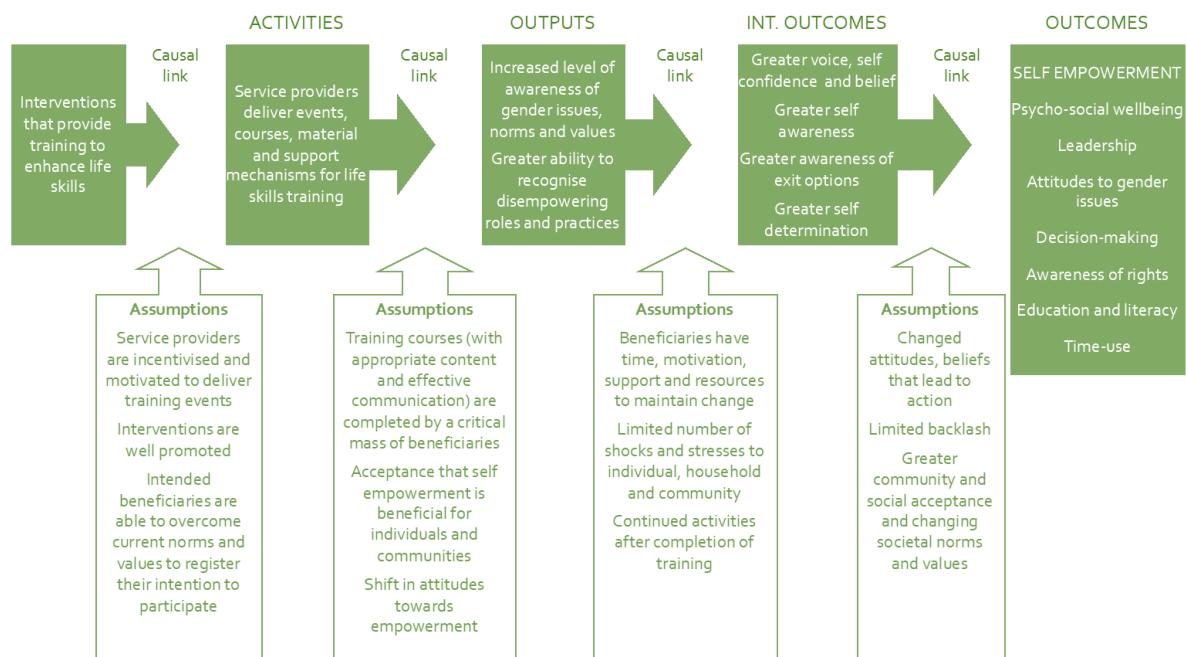 ACTIVITIES
OUTPUTS
INT. OUTCOMES
OUTCOMES
Interventions
that provide
training to
enhance life
skills
Causal
link
Service providers
deliver events,
courses, material
and support
mechanisms for life
skills training
Causal
link
Increased level of
awareness of
gender issues,
norms and values
Greater ability to
recognise
disempowering
roles and practices
Causal
link
Greater voice, self
confidence and belief
Greater self
awareness
Greater awareness of
exit options
Greater self
determination
Causal
link
SELF EMPOWERMENT
Psycho-social wellbeing
Leadership
Attitudes to gender
issues
Decision-making
Awareness of rights
Education and literacy
Time-use
Assumptions
Service providers
are incentivised and
motivated to deliver
training events
Interventions are
well promoted
Intended
beneficiaries are
able to overcome
current norms and
values to register
their intention to
participate
Assumptions
Training courses (with
appropriate content
and effective
communication) are
completed by a critical
mass of beneficiaries
Acceptance that self
empowerment is
beneficial for
individuals and
communities
Shift in attitudes
towards
empowerment
Assumptions
Beneficiaries have
time, motivation,
support and resources
to maintain change
Limited number of
shocks and stresses to
individual, household
and community
Continued activities
after completion of
training
Assumptions
Changed
attitudes, beliefs
that lead to
action
Limited backlash
Greater
community and
social acceptance
and changing
societal norms
and values